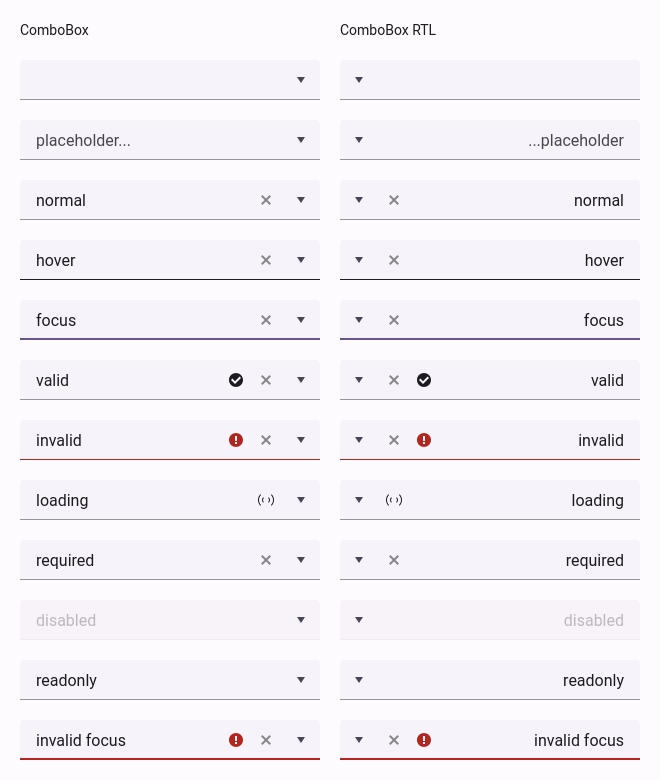 ComboBox
ComboBox RTL
placeholder...
...placeholder
normal
normal
hover
hover
focus
focus
valid
valid
invalid
invalid
loading
loading
required
required
disabled
disabled
readonly
readonly
invalid focus
invalid focus